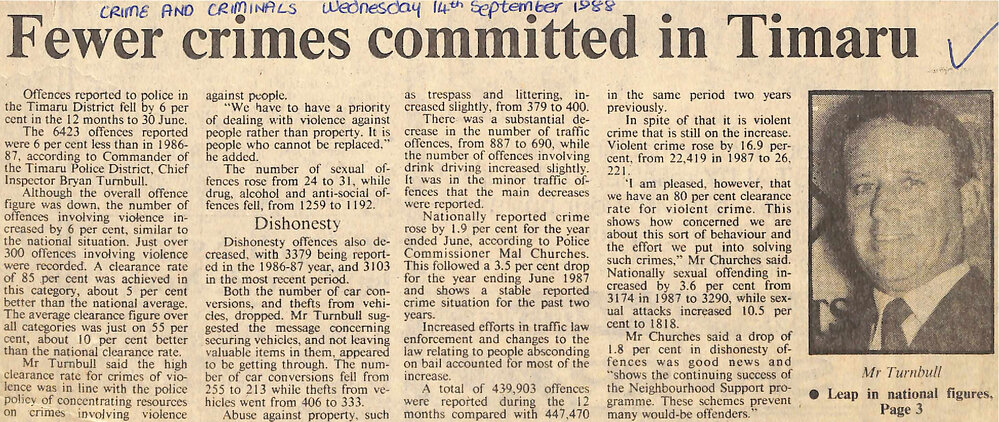 CRIME AND CRIMINALS Wednesday 14th September 1988
Fewer crimes committed in Timaru
Offences reported to police in
the Timaru District fell by 6 per
cent in the 12 months to 30 June.
The 6423 offences reported
were 6 per cent less than in 1986-
87, according to Commander of
the Timaru Police District, Chief
Inspector Bryan Turnbull.
Although the overall offence
figure was down, the number of
offences involving violence in-
creased by 6 per cent, similar to
the national situation. Just over
300 offences involving violence
were recorded. A clearance rate
of 85 per cent was achieved in
this category, about 5 per cent
better than the national average.
The average clearance figure over
all categories was just on 55 per
cent, about 10 per cent better
than the national clearance rate.
Mr Turnbull said the high
clearance rate for crimes of vio-
lence was in line with the police
policy of concentrating resources
on crimes involving violence
against people.
"We have to have a priority
of dealing with violence against
people rather than property. It is
people who cannot be replaced."
he added.
The number of sexual of-
fences rose from 24 to 31, while
drug, alcohol and anti-social of-
fences fell, from 1259 to 1192.
Dishonesty
Dishonesty offences also de-
creased, with 3379 being report-
ed in the 1986-87 year, and 3103
in the most recent period.
Both the number of car con-
versions, and thefts from vehi-
cles, dropped. Mr Turnbull sug-
gested the message concerning
securing vehicles, and not leaving
valuable items in them, appeared
to be getting through. The num-
ber of car conversions fell from
255 to 213 while thefts from ve-
hicles went from 406 to 333.
Abuse against property, such
as trespass and littering, in-
creased slightly, from 379 to 400.
There was a substantial de-
crease in the number of traffic
offences, from 887 to 690, while
the number of offences involving
drink driving increased slightly.
It was in the minor traffic of-
fences that the main decreases
were reported.
Nationally reported crime
rose by 1.9 per cent for the year
ended June, according to Police
Commissioner Mal Churches.
This followed a 3.5 per cent drop
for the year ending June 1987
and shows a stable reported
crime situation for the past two
years.
Increased efforts in traffic law
enforcement and changes to the
law relating to people absconding
on bail accounted for most of the
increase.
A total of 439,903 offences
were reported during the 12
months compared with 447,470
in the same period two years
previously.
In spite of that it is violent
crime that is still on the increase.
Violent crime rose by 16.9 per-
cent, from 22,419 in 1987 to 26,
221.
'I am pleased, however, that
we have an 80 per cent clearance
rate for violent crime. This
shows how concerned we are
about this sort of behaviour and
the effort we put into solving
such crimes," Mr Churches said.
Nationally sexual offending in-
creased by 3.6 per cent from
3174 in 1987 to 3290, while sex-
ual attacks increased 10.5 per
cent to 1818.
Mr Churches said a drop of
1.8 per cent in dishonesty of-
fences was good news and
"shows the continuing success of
the Neighbourhood Support pro-
gramme. These schemes prevent
many would-be offenders."
TS
Mr Turnbull
● Leap in national figures,
Page 3